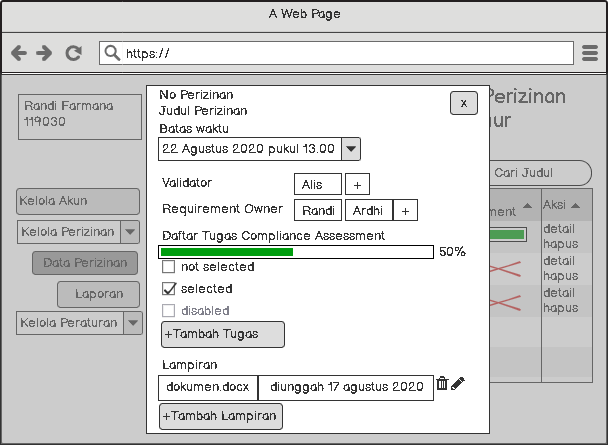 A Web Page
https://
Randi Farmana
119030
Kelola Akun
Kelola Perizinan
Data Perizinan
Laporan
Kelola Peraturan
No Perizinan
Judul Perizinan
Batas waktu
22 Agustus 2020 pukul 13.00
x
Validator
Alis +
Requirement Owner
Randi Ardhi +
Daftar Tugas Compliance Assessment
50%
not selected
selected
disabled
+Tambah Tugas
Lampiran
dokumen.docx diunggah 17 agustus 2020
+Tambah Lampiran
Perizinan
ur
Cari Judul
ment Aksi
detail
hapus
detail
hapus
detail
hapus